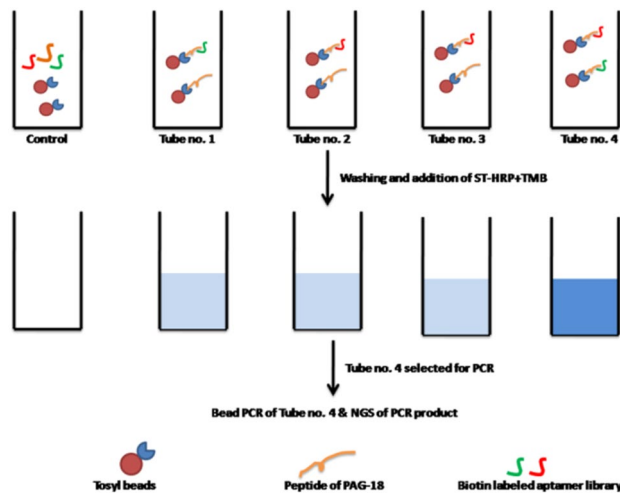 Control
Tube no. 1
Tube no. 2
Tube no. 3
Tube no. 4
Washing and addition of ST-HRP+TMB
Tube no. 4 selected for PCR
Bead PCR of Tube no. 4 & NGS of PCR product
Tosyl beads
Peptide of PAG-18
Biotin labeled aptamer library